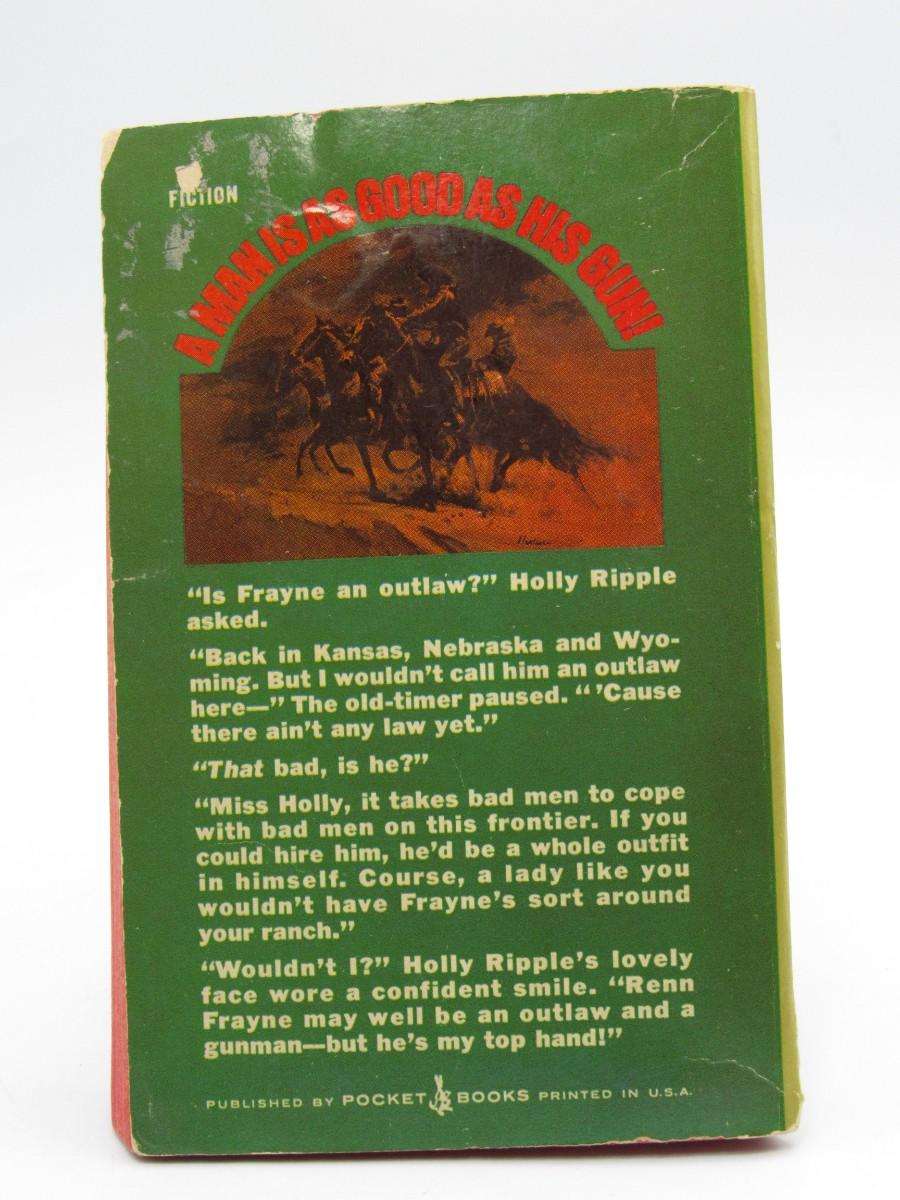 FICTION
A MAN IS AS GOOD AS HIS GUN!
“Is Frayne an outlaw?” Holly Ripple
asked.
“Back in Kansas, Nebraska and Wyo-
ming. But I wouldn’t call him an outlaw
here—” The old-timer paused. “ ’Cause
there ain’t any law yet.”
“That bad, is he?”
“Miss Holly, it takes bad men to cope
with bad men on this frontier. If you
could hire him, he’d be a whole outfit
in himself. Course, a lady like you
wouldn’t have Frayne’s sort around
your ranch.”
“Wouldn’t I?” Holly Ripple’s lovely
face wore a confident smile. “Renn
Frayne may well be an outlaw and a
gunman—but he’s my top hand!”
PUBLISHED BY POCKET BOOKS PRINTED IN U.S.A.